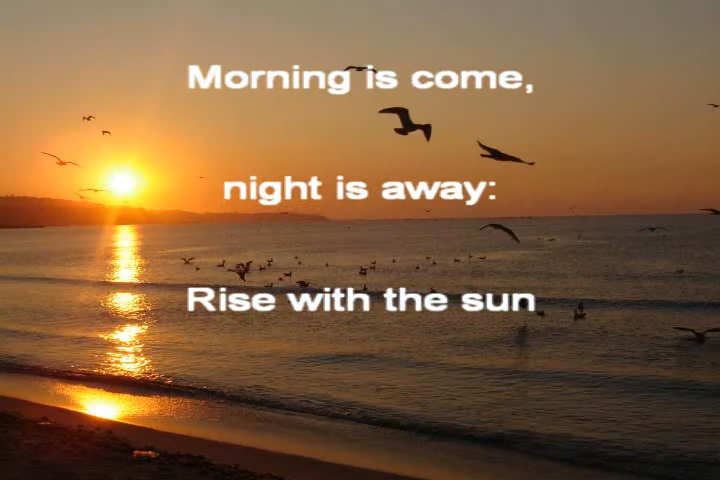 Morning is come,
night is away:
Rise with the sun